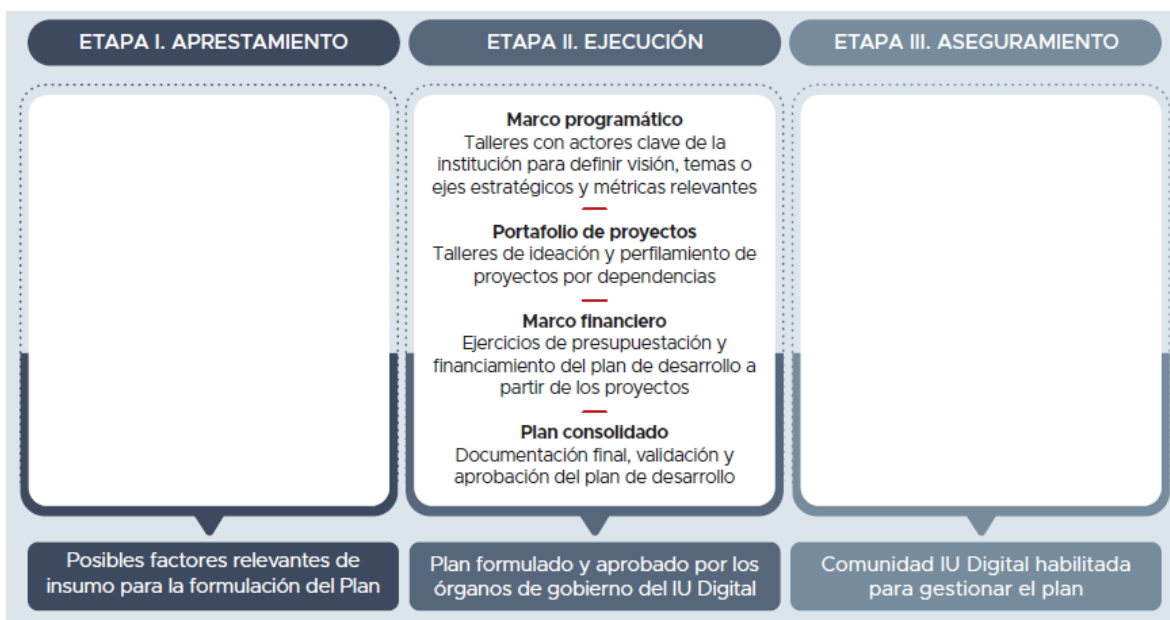 ETAPA I. APRESTAMIENTO
ETAPA II. EJECUCIÓN
ETAPA III. ASEGURAMIENTO
Marco programático
Talleres con actores clave de la
institución para definir visión, temas o
ejes estratégicos y métricas relevantes
Portafolio de proyectos
Talleres de ideación y perfilamiento de
proyectos por dependencias
Marco financiero
Ejercicios de presupuestación y
financiamiento del plan de desarrollo a
partir de los proyectos
Plan consolidado
Documentación final, validación y
aprobación del plan de desarrollo
Posibles factores relevantes de
insumo para la formulación del Plan
Plan formulado y aprobado por los
órganos de gobierno del IU Digital
Comunidad IU Digital habilitada
para gestionar el plan